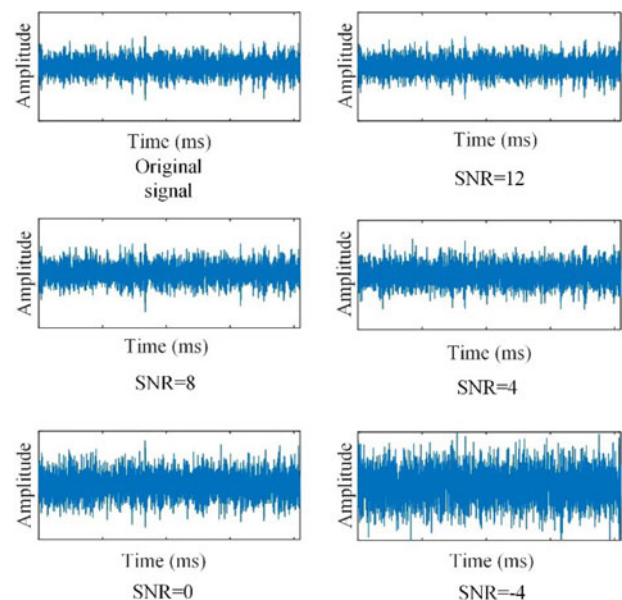 Amplitude
Time (ms)
Original
signal
Amplitude
Time (ms)
SNR=12
Amplitude
Time (ms)
SNR=8
Amplitude
Time (ms)
SNR=4
Amplitude
Time (ms)
SNR=0
Amplitude
Time (ms)
SNR=-4